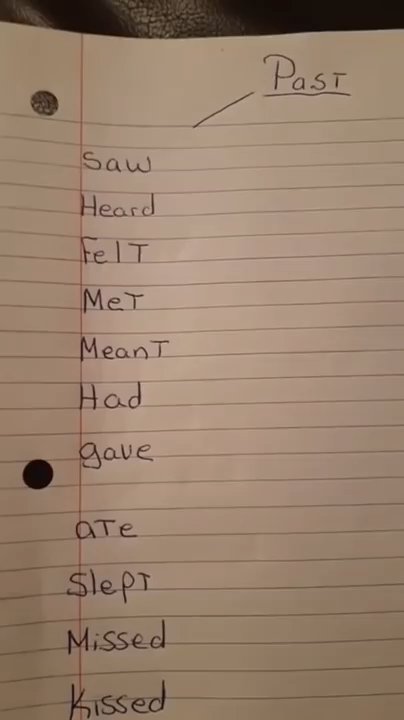 Past
Saw
Heard
Felt
Met
Meant
Had
gave
ate
Slept
Missed
Kissed